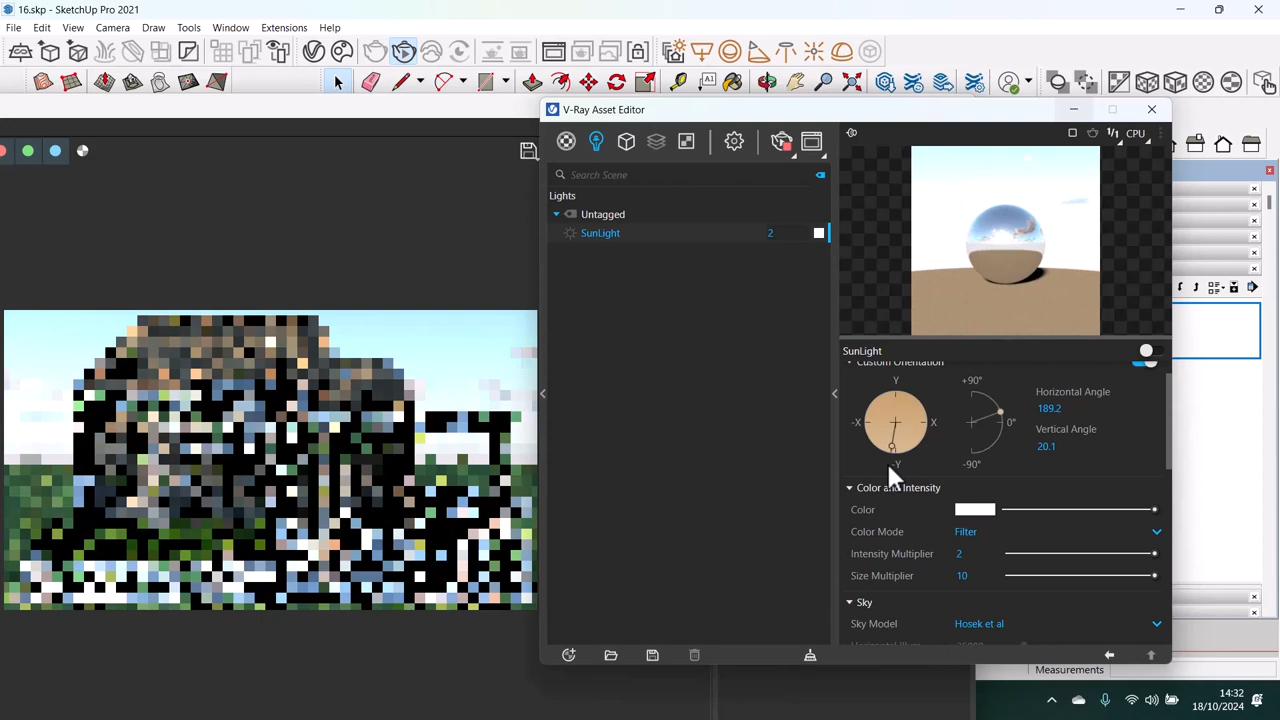 16.skp - SketchUp Pro 2021
File Edit View Camera Draw Tools Window Extensions Help
V-Ray Asset Editor
1/1 CPU
Search Scene
Lights
Untagged
SunLight 2
SunLight
Custom Orientation
Y +90°
Horizontal Angle
189.2
-X X 0°
Vertical Angle
20.1
-Y -90°
Color and Intensity
Color
Color Mode Filter
Intensity Multiplier 2
Size Multiplier 10
Sky
Sky Model Hosek et al
Measurements
14:32
18/10/2024